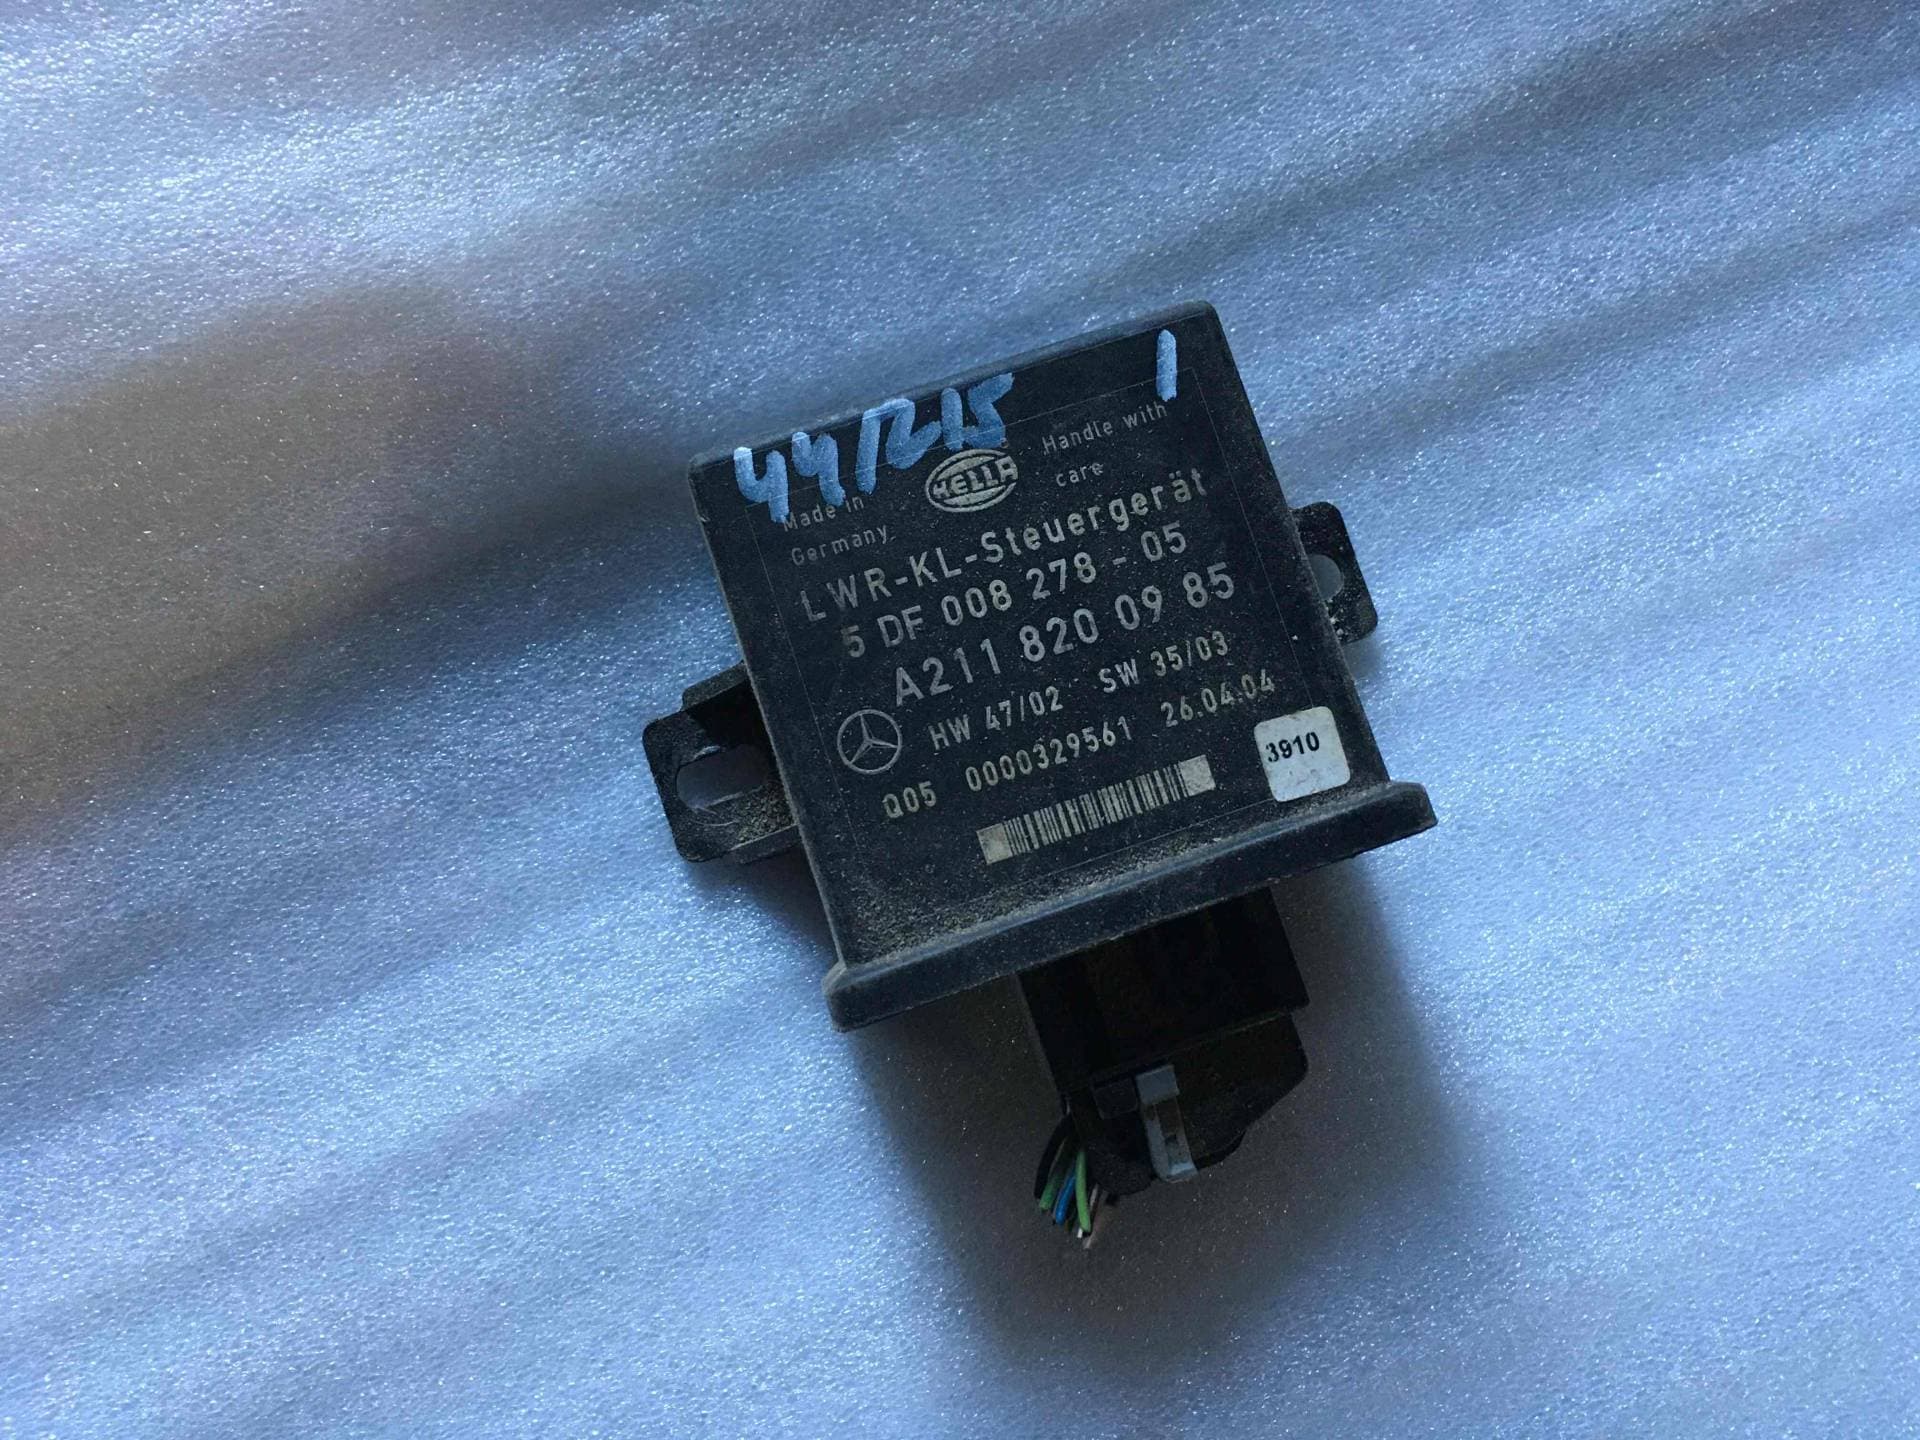 44/215 1
Made in Germany
HELLA
Handle with care
LWR-KL-Steuergerät
5 DF 008 278 - 05
A211 820 09 85
HW 47/02 SW 35/03
Q05 0000329561 26.04.04
3910